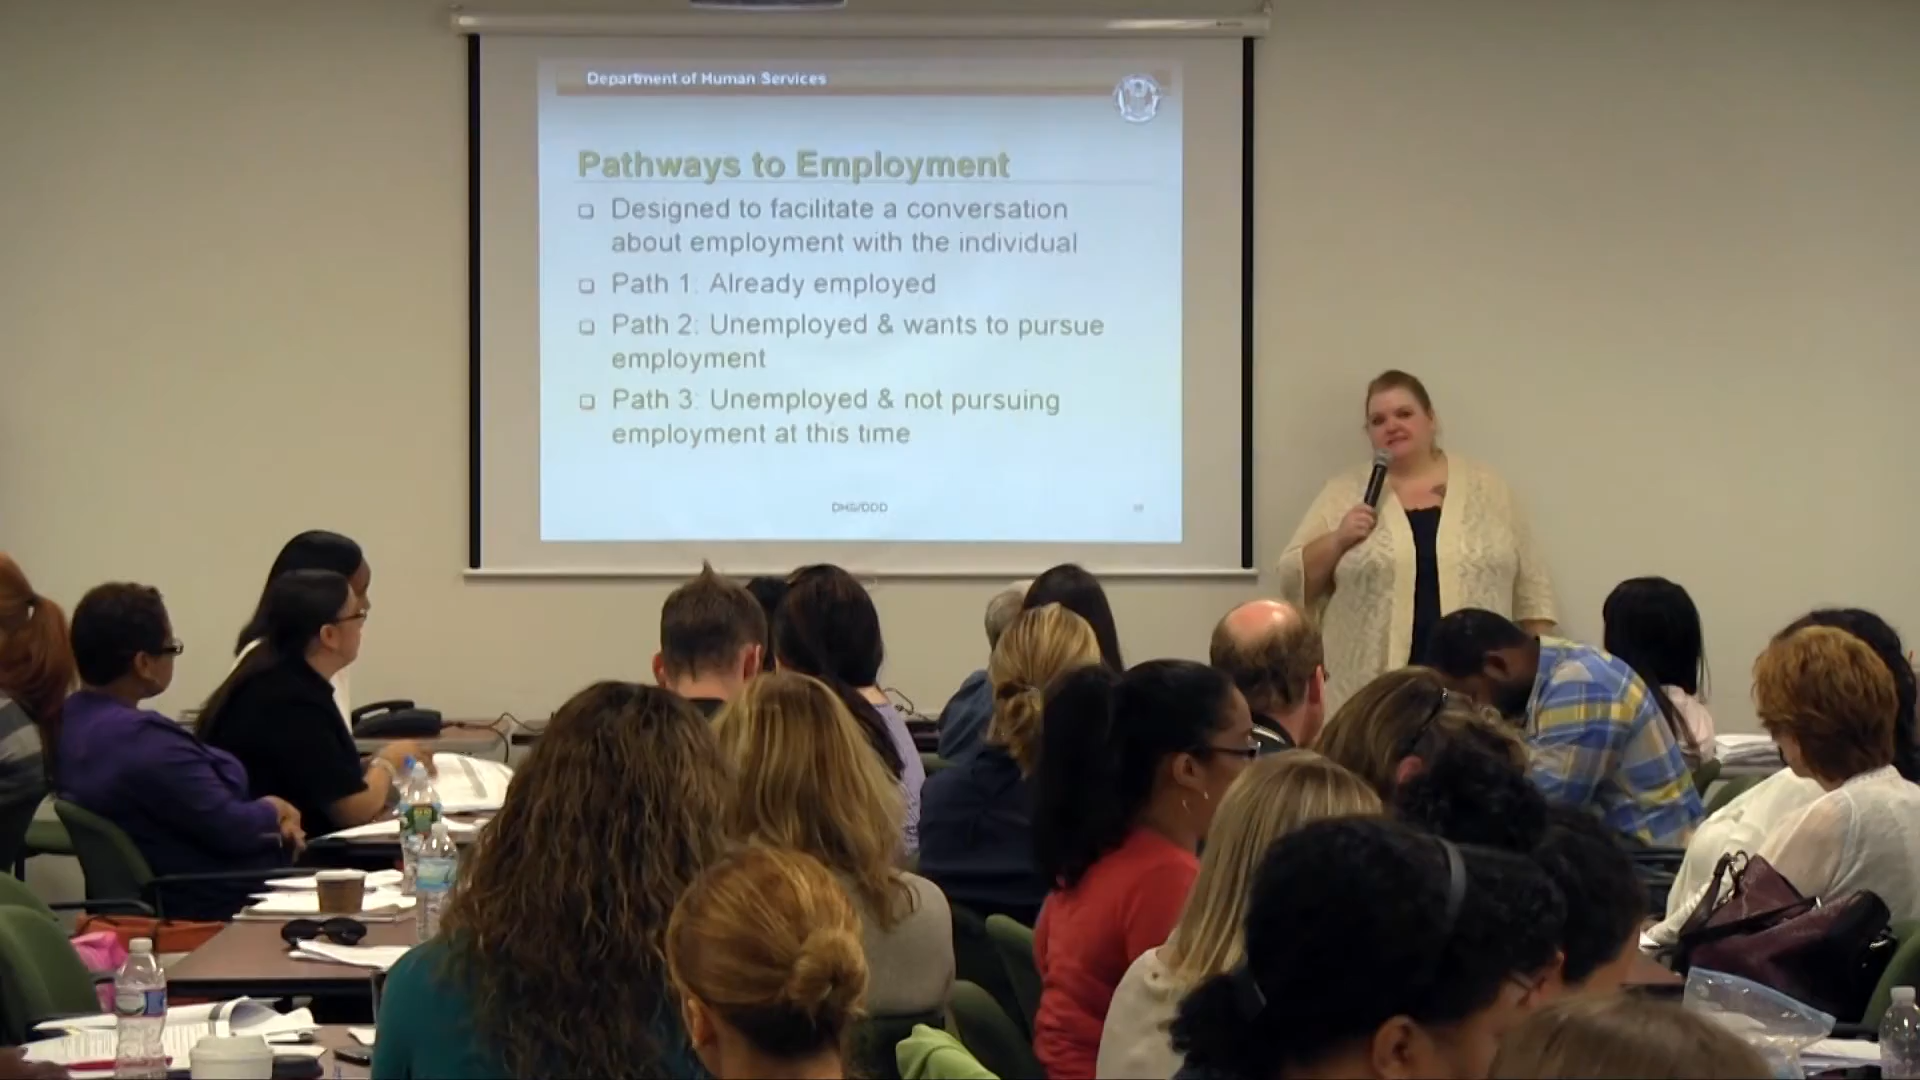 Department of Human Services
Pathways to Employment
Designed to facilitate a conversation
about employment with the individual
Path 1: Already employed
Path 2: Unemployed & wants to pursue
employment
Path 3: Unemployed & not pursuing
employment at this time
DHS/DDD